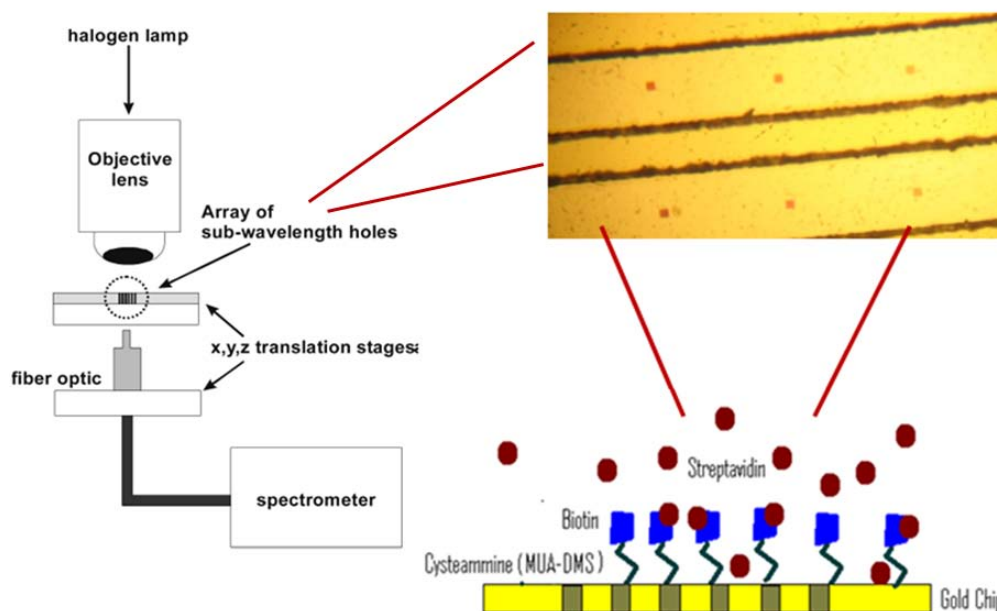 halogen lamp
Objective
lens
Array of
sub-wavelength holes
x,y,z translation stages
fiber optic
spectrometer
Streptavidin
Biotin
Cysteammine (MUA-DMS)
Gold Chip